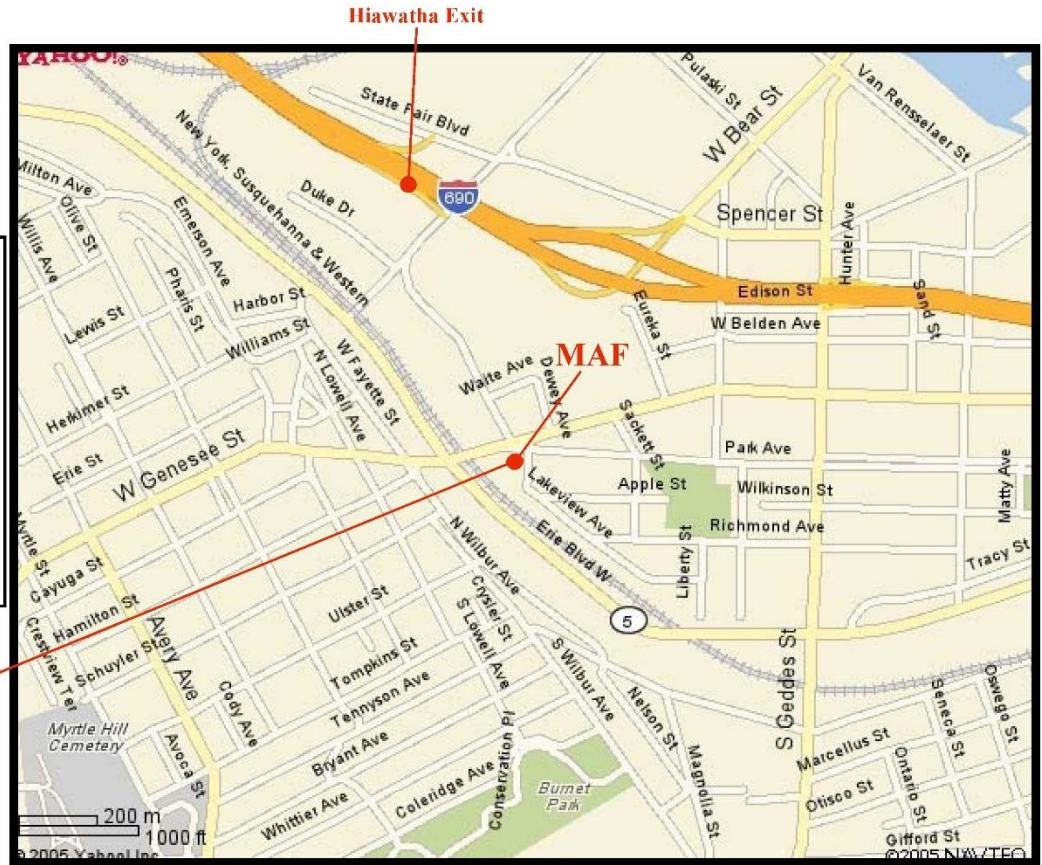 Hiawatha Exit
YAHOO!
State Fair Blvd
Pulaski St
W Bear St
Van Rensselaer St
New York, Susquehanna & Western
Milton Ave
Olive St
Willis Ave
Emerson Ave
Duke Dr
690
Spencer St
Hunter Ave
Pharis St
Harbor St
Edison St
Sand St
Lewis St
Williams St
W Belden Ave
Eureka St
N Lowell Ave
W Fayette St
Waite Ave
Dewey Ave
MAF
Herkimer St
Erie St
W Genesee St
Sackett St
Park Ave
Apple St
Wilkinson St
Matty Ave
Lakeview Ave
Richmond Ave
Myrtle St
Cayuga St
N Wilbur Ave
Erie Blvd W
Liberty St
Tracy St
Hamilton St
Ulster St
Crysler St
5
Crestview Ter
Schuyler St
Avery Ave
Tompkins St
S Lowell Ave
S Wilbur Ave
S Geddes St
Cody Ave
Tennyson Ave
Nelson St
Seneca St
Oswego St
Myrtle Hill
Cemetery
Avoca St
Bryant Ave
Conservation Pl
Magnolia St
Marcellus St
Ontario St
Whittier Ave
Coleridge Ave
Burnet
Park
Otisco St
200 m
1000 ft
Gifford St
©2005 Yahoo! Inc
©2005 NAVTEQ